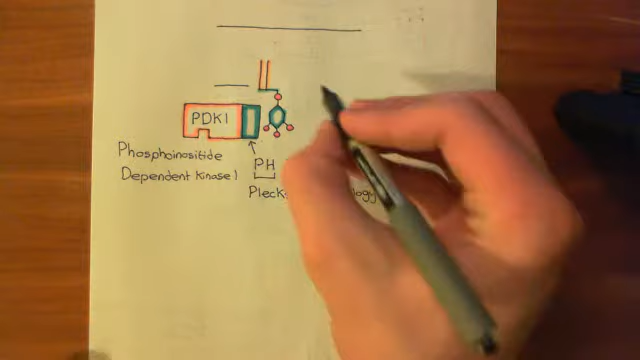 PDK1
Phosphoinositide
Dependent kinase 1
PH